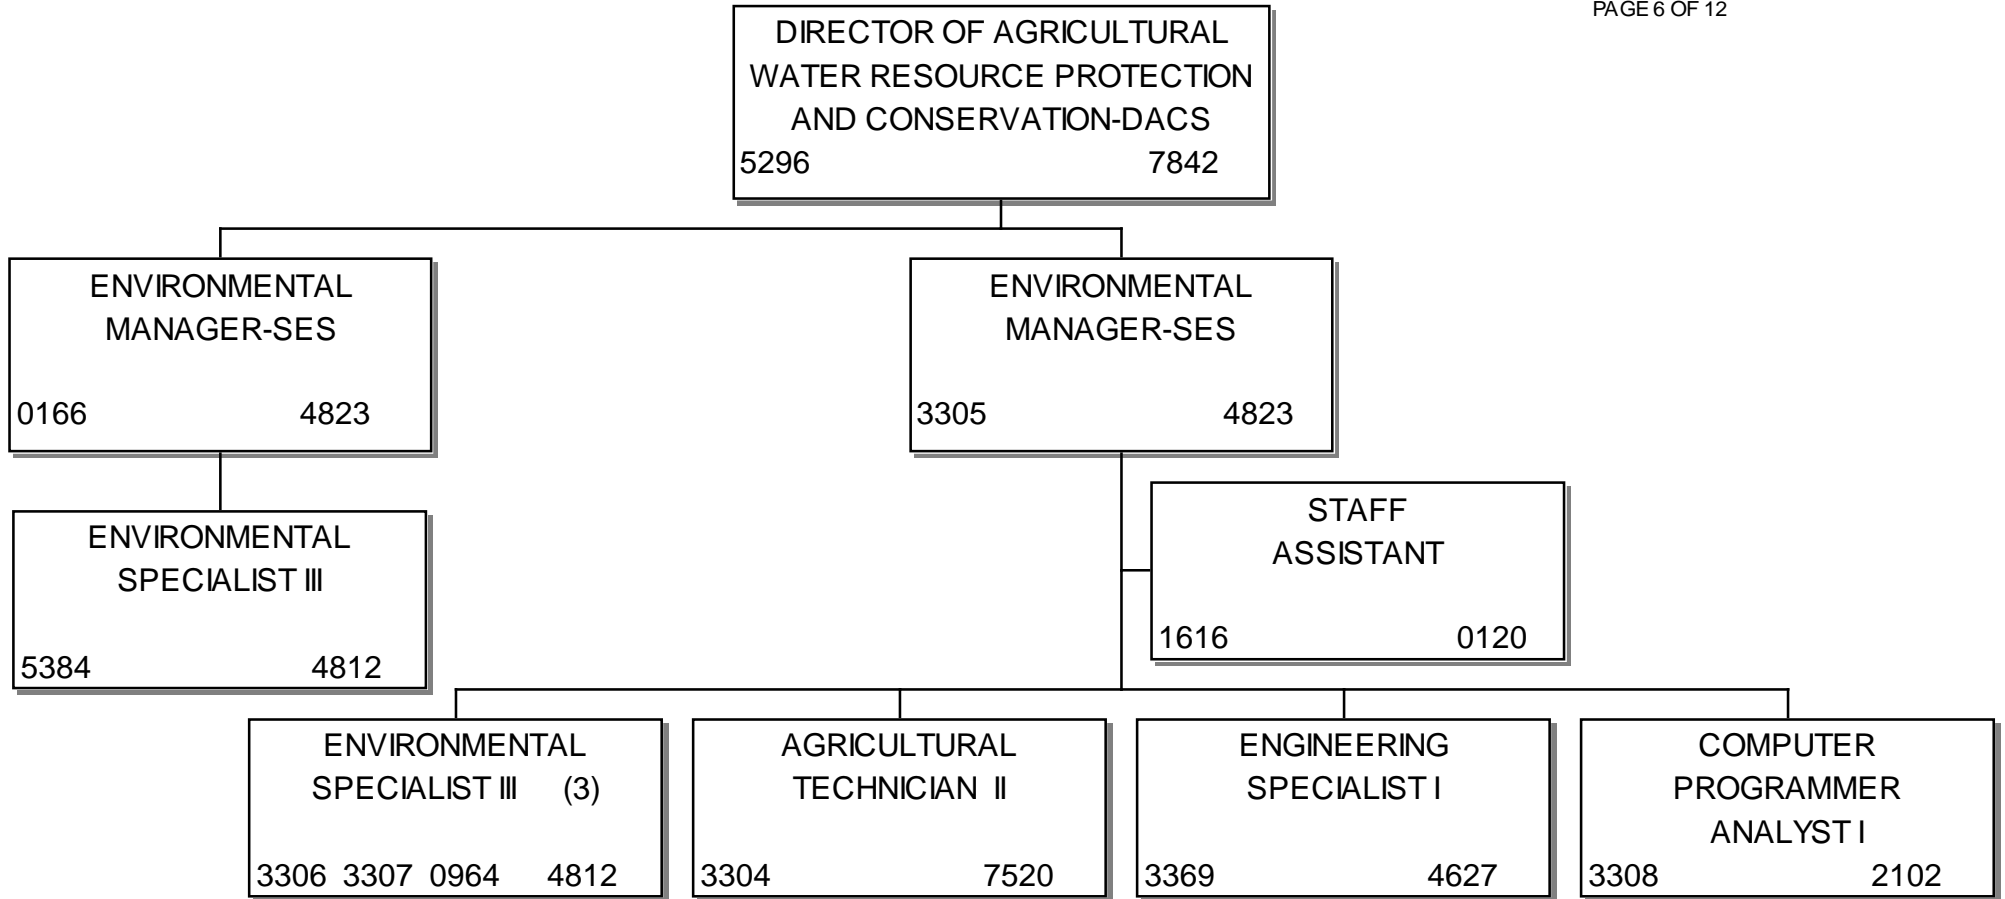 PAGE 6 OF 12
DIRECTOR OF AGRICULTURAL
WATER RESOURCE PROTECTION
AND CONSERVATION-DACS
5296 7842
ENVIRONMENTAL
MANAGER-SES
0166 4823
ENVIRONMENTAL
MANAGER-SES
3305 4823
ENVIRONMENTAL
SPECIALIST III
5384 4812
STAFF
ASSISTANT
1616 0120
ENVIRONMENTAL
SPECIALIST III (3)
3306 3307 0964 4812
AGRICULTURAL
TECHNICIAN II
3304 7520
ENGINEERING
SPECIALIST I
3369 4627
COMPUTER
PROGRAMMER
ANALYST I
3308 2102